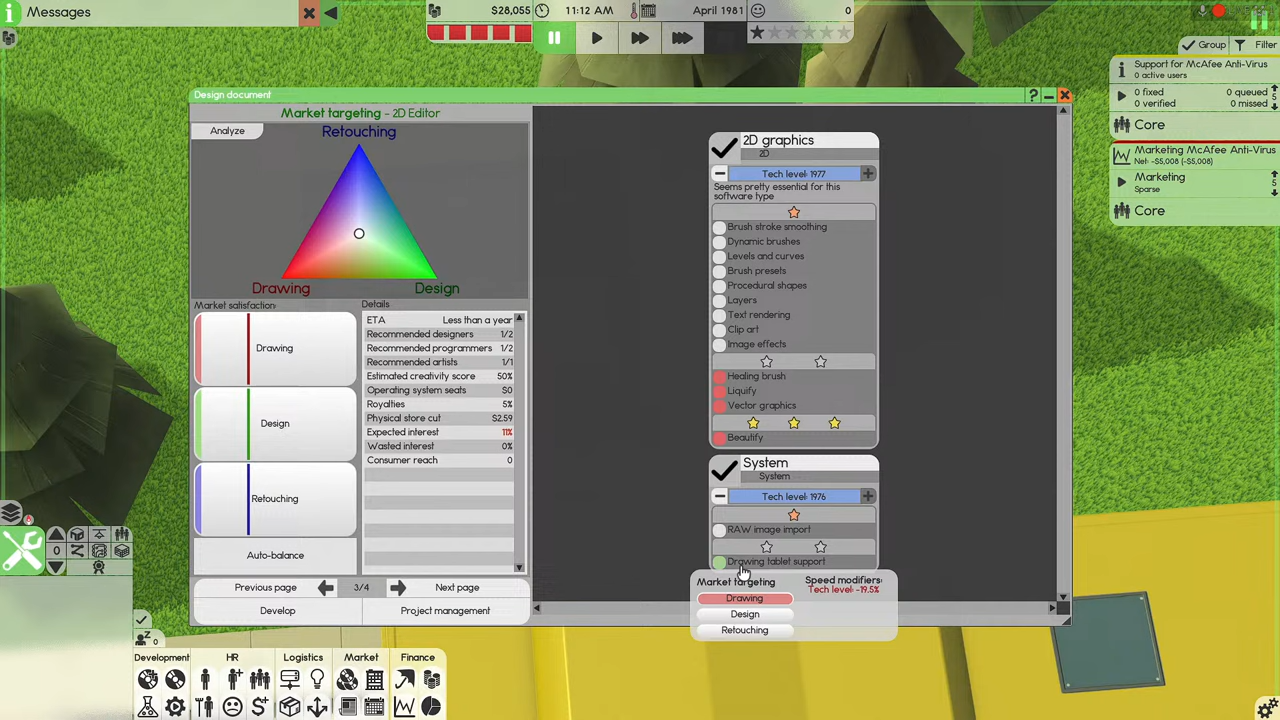 Messages
$28,055
11:12 AM
April 1981
0
Group
Filter
Support for McAfee Anti-Virus
0 active users
0 fixed
0 queued
0 verified
0 missed
Core
Marketing McAfee Anti-Virus
Net: -$5,008 (-$5,008)
Marketing
Sparse
Core
Design document
?
Market targeting - 2D Editor
Analyze
Retouching
Drawing
Design
Market satisfaction:
Drawing
Design
Retouching
Auto-balance
Details
ETA Less than a year
Recommended designers 1/2
Recommended programmers 1/2
Recommended artists 1/1
Estimated creativity score 50%
Operating system seats $0
Royalties 5%
Physical store cut $2.59
Expected interest 11%
Wasted interest 0%
Consumer reach 0
Previous page
3/4
Next page
Develop
Project management
2D graphics
2D
Tech level: 1977
Seems pretty essential for this
software type
Brush stroke smoothing
Dynamic brushes
Levels and curves
Brush presets
Procedural shapes
Layers
Text rendering
Clip art
Image effects
Healing brush
Liquify
Vector graphics
Beautify
System
System
Tech level: 1976
RAW image import
Drawing tablet support
Market targeting
Drawing
Design
Retouching
Speed modifiers:
Tech level: -19.5%
0
0
Development
HR
Logistics
Market
Finance